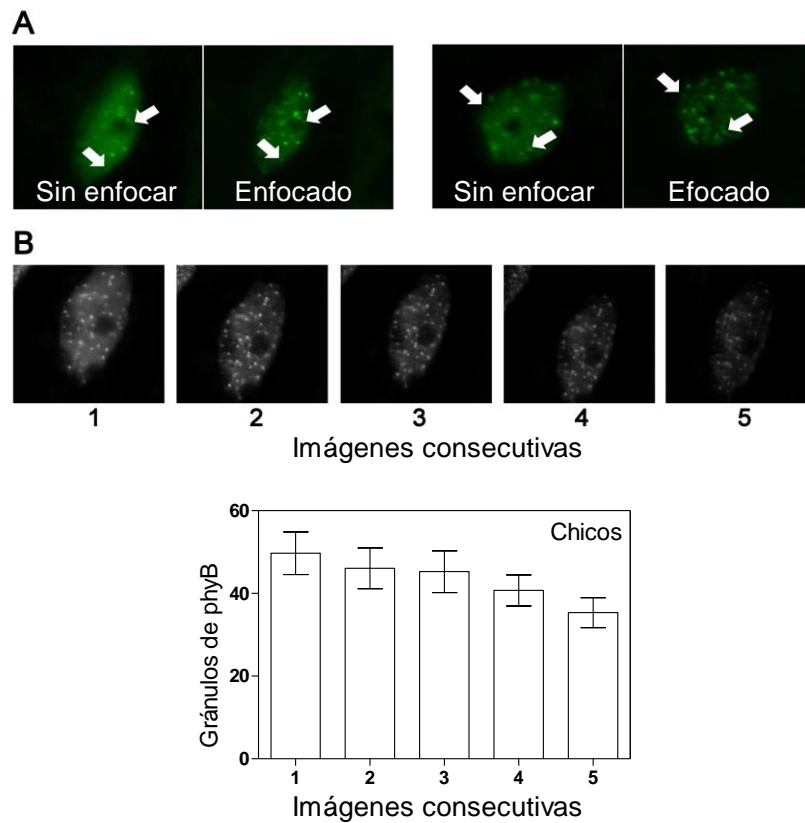 A
Sin enfocar
Enfocado
Sin enfocar
Efocado
B
1 2 3 4 5
Imágenes consecutivas
60
Chicos
40
20
0
Gránulos de phyB
1 2 3 4 5
Imágenes consecutivas